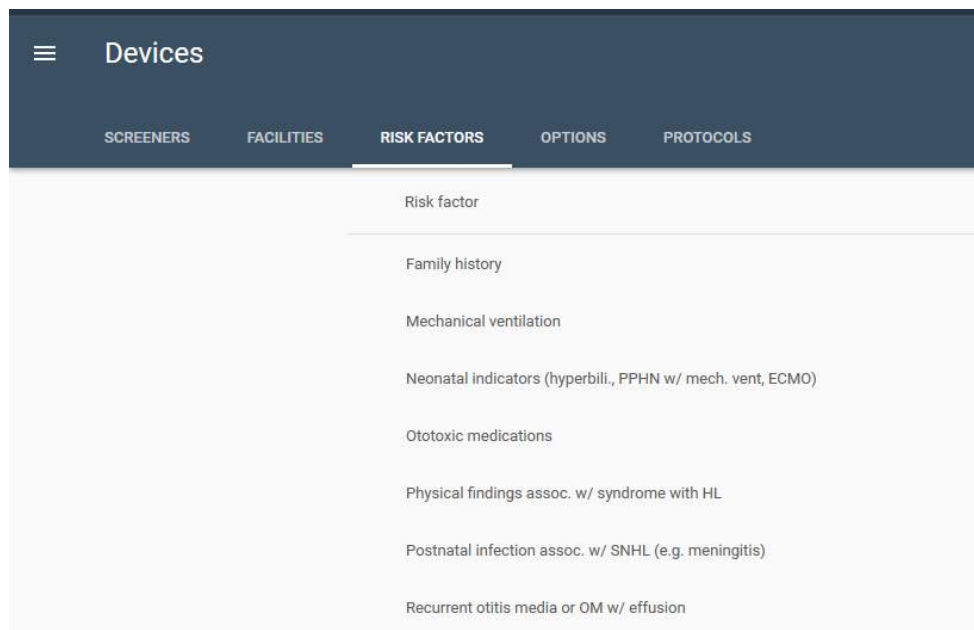 Devices
SCREENERS FACILITIES RISK FACTORS OPTIONS PROTOCOLS
Risk factor
Family history
Mechanical ventilation
Neonatal indicators (hyperbili., PPHN w/ mech. vent, ECMO)
Ototoxic medications
Physical findings assoc. w/ syndrome with HL
Postnatal infection assoc. w/ SNHL (e.g. meningitis)
Recurrent otitis media or OM w/ effusion